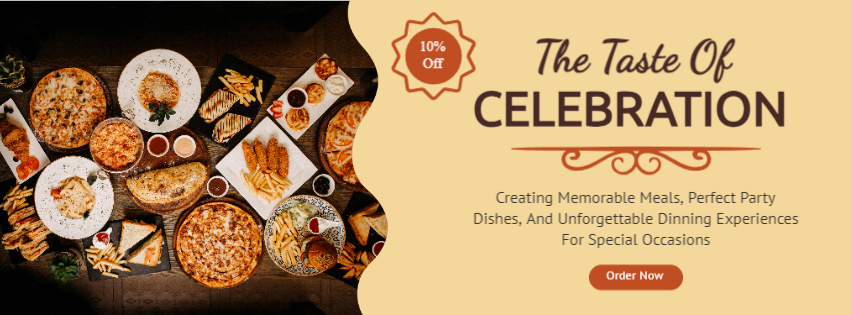 10%
Off
The Taste Of
CELEBRATION
Creating Memorable Meals, Perfect Party
Dishes, And Unforgettable Dinning Experiences
For Special Occasions
Order Now